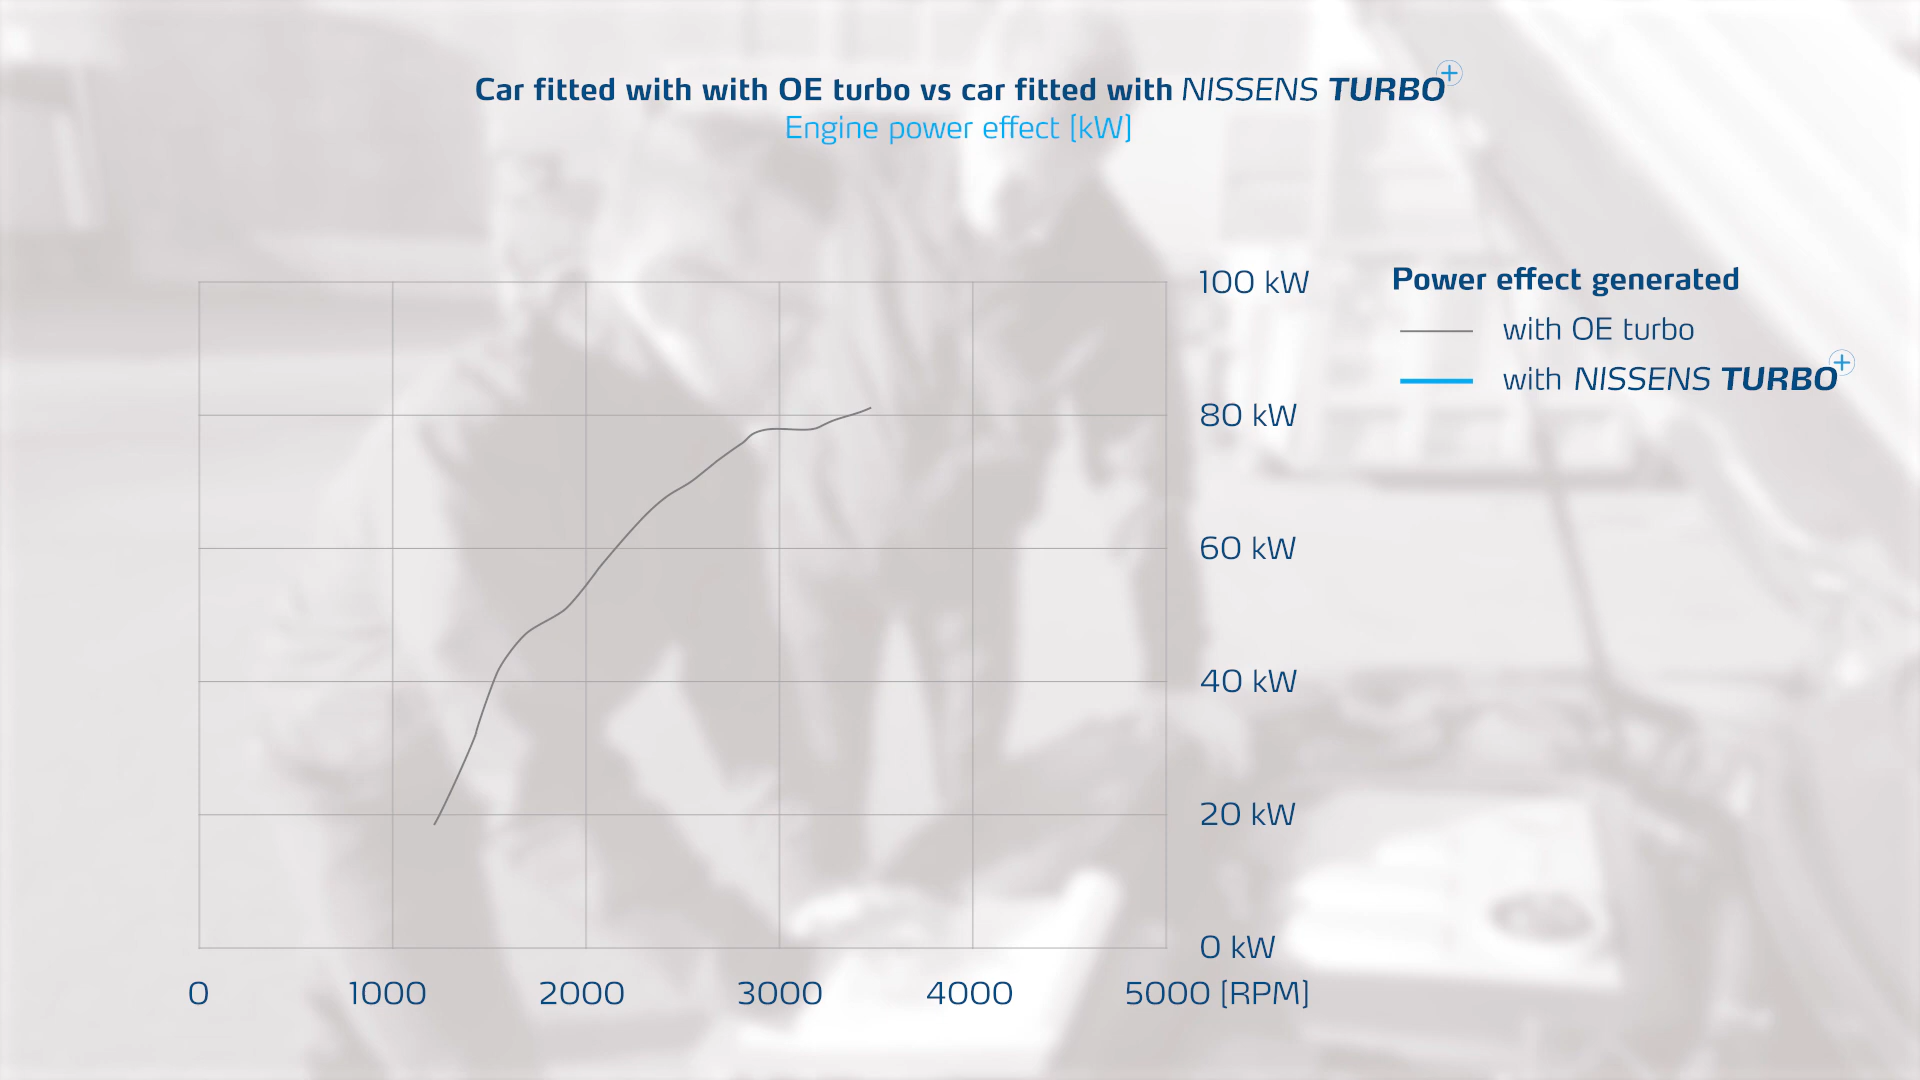 Car fitted with with OE turbo vs car fitted with NISSENS TURBO+
Engine power effect [kW]
100 kW
80 kW
60 kW
40 kW
20 kW
0 kW
0 1000 2000 3000 4000 5000 [RPM]
Power effect generated
with OE turbo
with NISSENS TURBO+